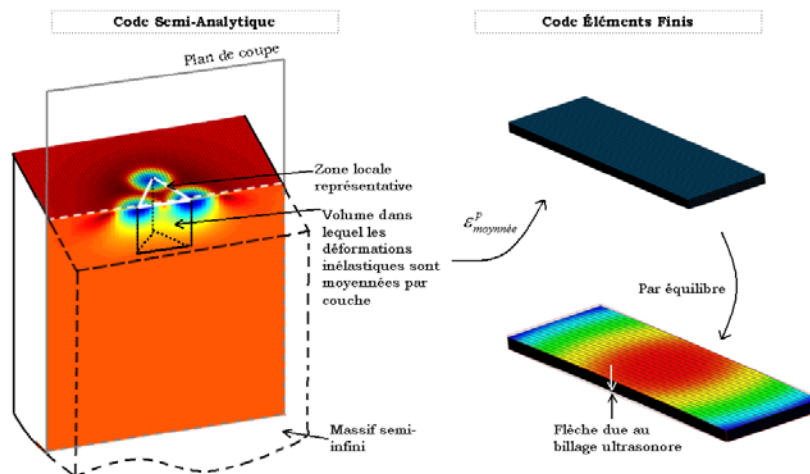 Code Semi-Analytique
Plan de coupe
Zone locale
représentative
Volume dans
lequel les
déformations
inélastiques sont
moyennées par
couche
Massif semi-
infini
Code Éléments Finis
ε^p_moynnée
Par équilibre
Flèche due au
billage ultrasonore